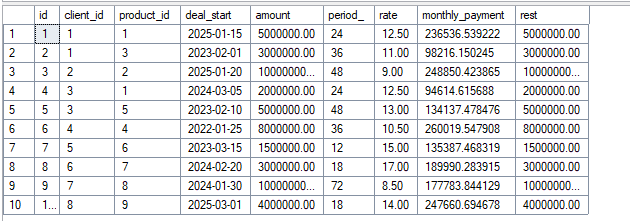 id client_id product_id deal_start amount period_ rate monthly_payment rest
1 1 1 1 2025-01-15 5000000.00 24 12.50 236536.539222 5000000.00
2 2 1 3 2023-02-01 3000000.00 36 11.00 98216.150245 3000000.00
3 3 2 2 2025-01-20 10000000... 48 9.00 248850.423865 10000000...
4 4 3 1 2024-03-05 2000000.00 24 12.50 94614.615688 2000000.00
5 5 3 5 2023-02-10 5000000.00 48 13.00 134137.478476 5000000.00
6 6 4 4 2022-01-25 8000000.00 36 10.50 260019.547908 8000000.00
7 7 5 6 2023-03-15 1500000.00 12 15.00 135387.468319 1500000.00
8 8 6 7 2024-02-20 3000000.00 18 17.00 189990.283915 3000000.00
9 9 7 8 2024-01-30 10000000... 72 8.50 177783.844129 10000000...
10 1... 8 9 2025-03-01 4000000.00 18 14.00 247660.694678 4000000.00